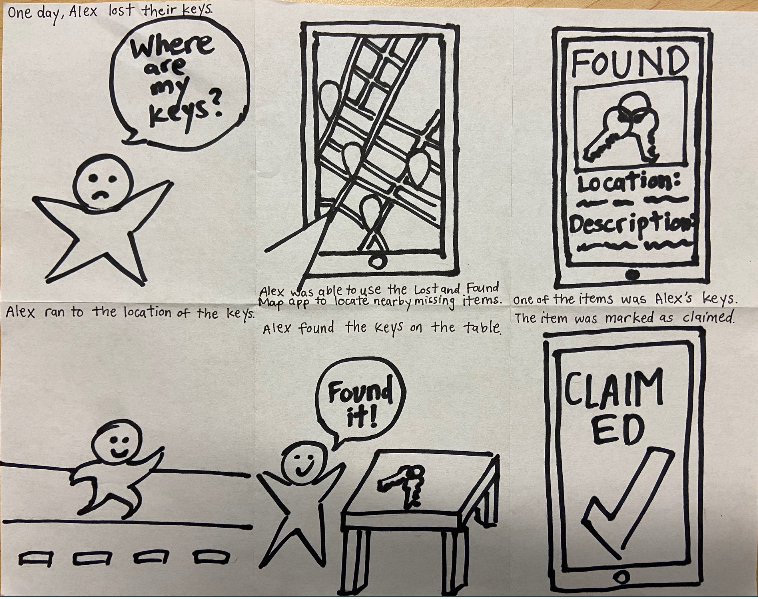 One day, Alex lost their keys.
Where
are
my
keys?
Alex was able to use the Lost and Found
Map app to locate nearby missing items.
FOUND
Location:
Description:
One of the items was Alex's keys.
Alex ran to the location of the keys.
Alex found the keys on the table.
Found
it!
The item was marked as claimed.
CLAIM
ED